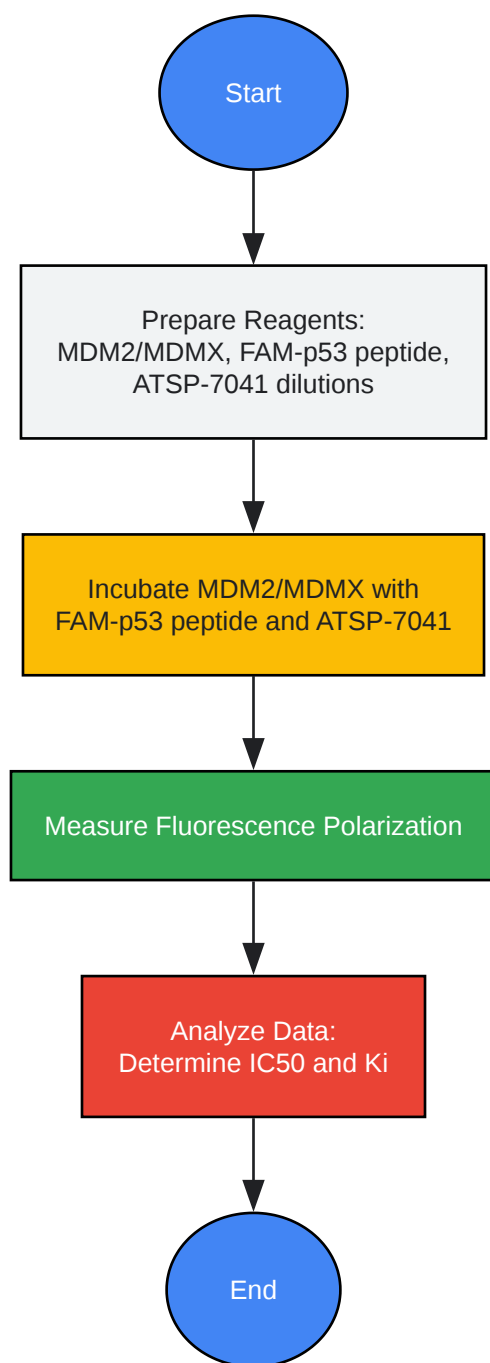 Start
Prepare Reagents:
MDM2/MDMX, FAM-p53 peptide,
ATSP-7041 dilutions
Incubate MDM2/MDMX with
FAM-p53 peptide and ATSP-7041
Measure Fluorescence Polarization
Analyze Data:
Determine IC50 and Ki
End